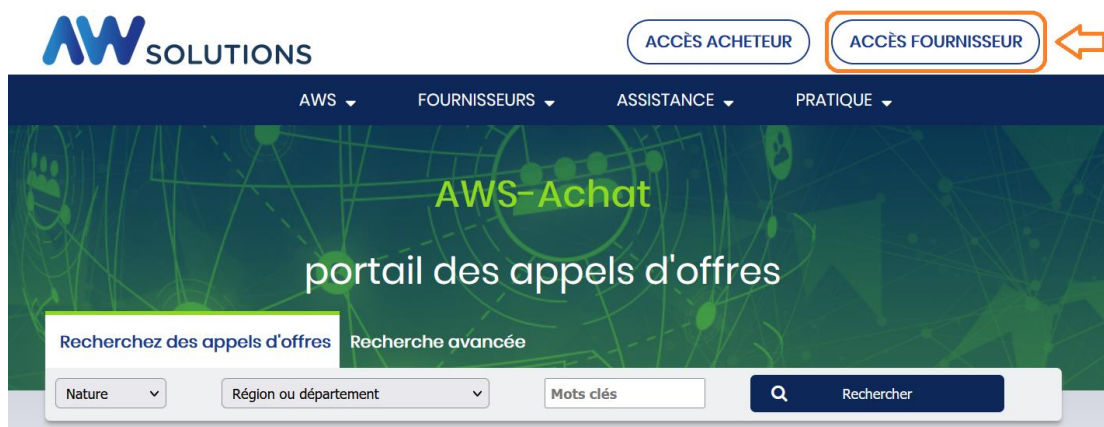 AW SOLUTIONS
ACCÈS ACHETEUR
ACCÈS FOURNISSEUR
AWS FOURNISSEURS ASSISTANCE PRATIQUE
AWS-Achat
portail des appels d'offres
Recherchez des appels d'offres Recherche avancée
Nature Région ou département Mots clés Rechercher